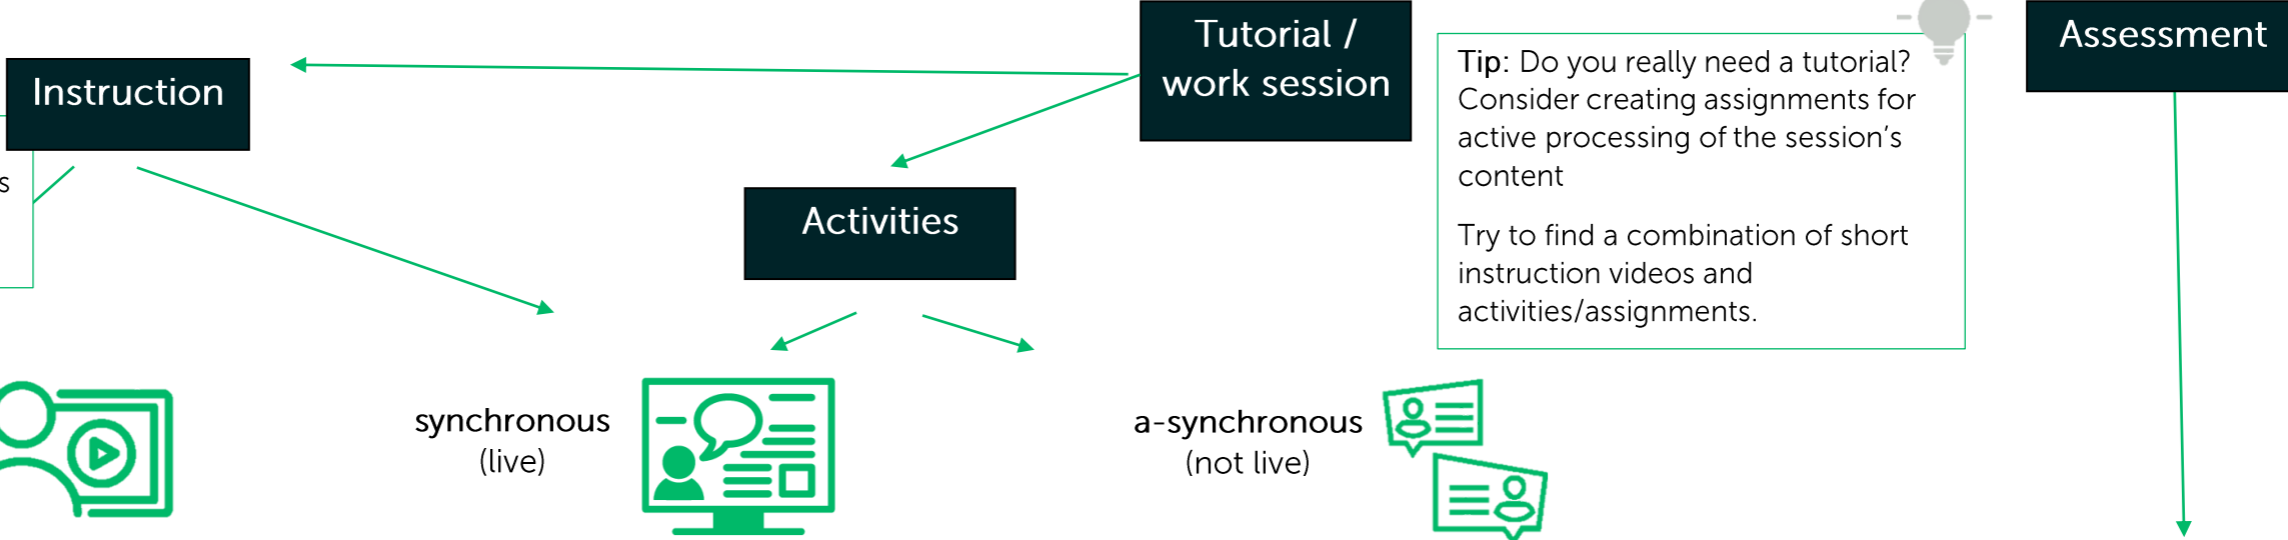 Instruction
s
Tutorial /
work session
Activities
Tip: Do you really need a tutorial?
Consider creating assignments for
active processing of the session’s
content
Try to find a combination of short
instruction videos and
activities/assignments.
Assessment
synchronous
(live)
a-synchronous
(not live)